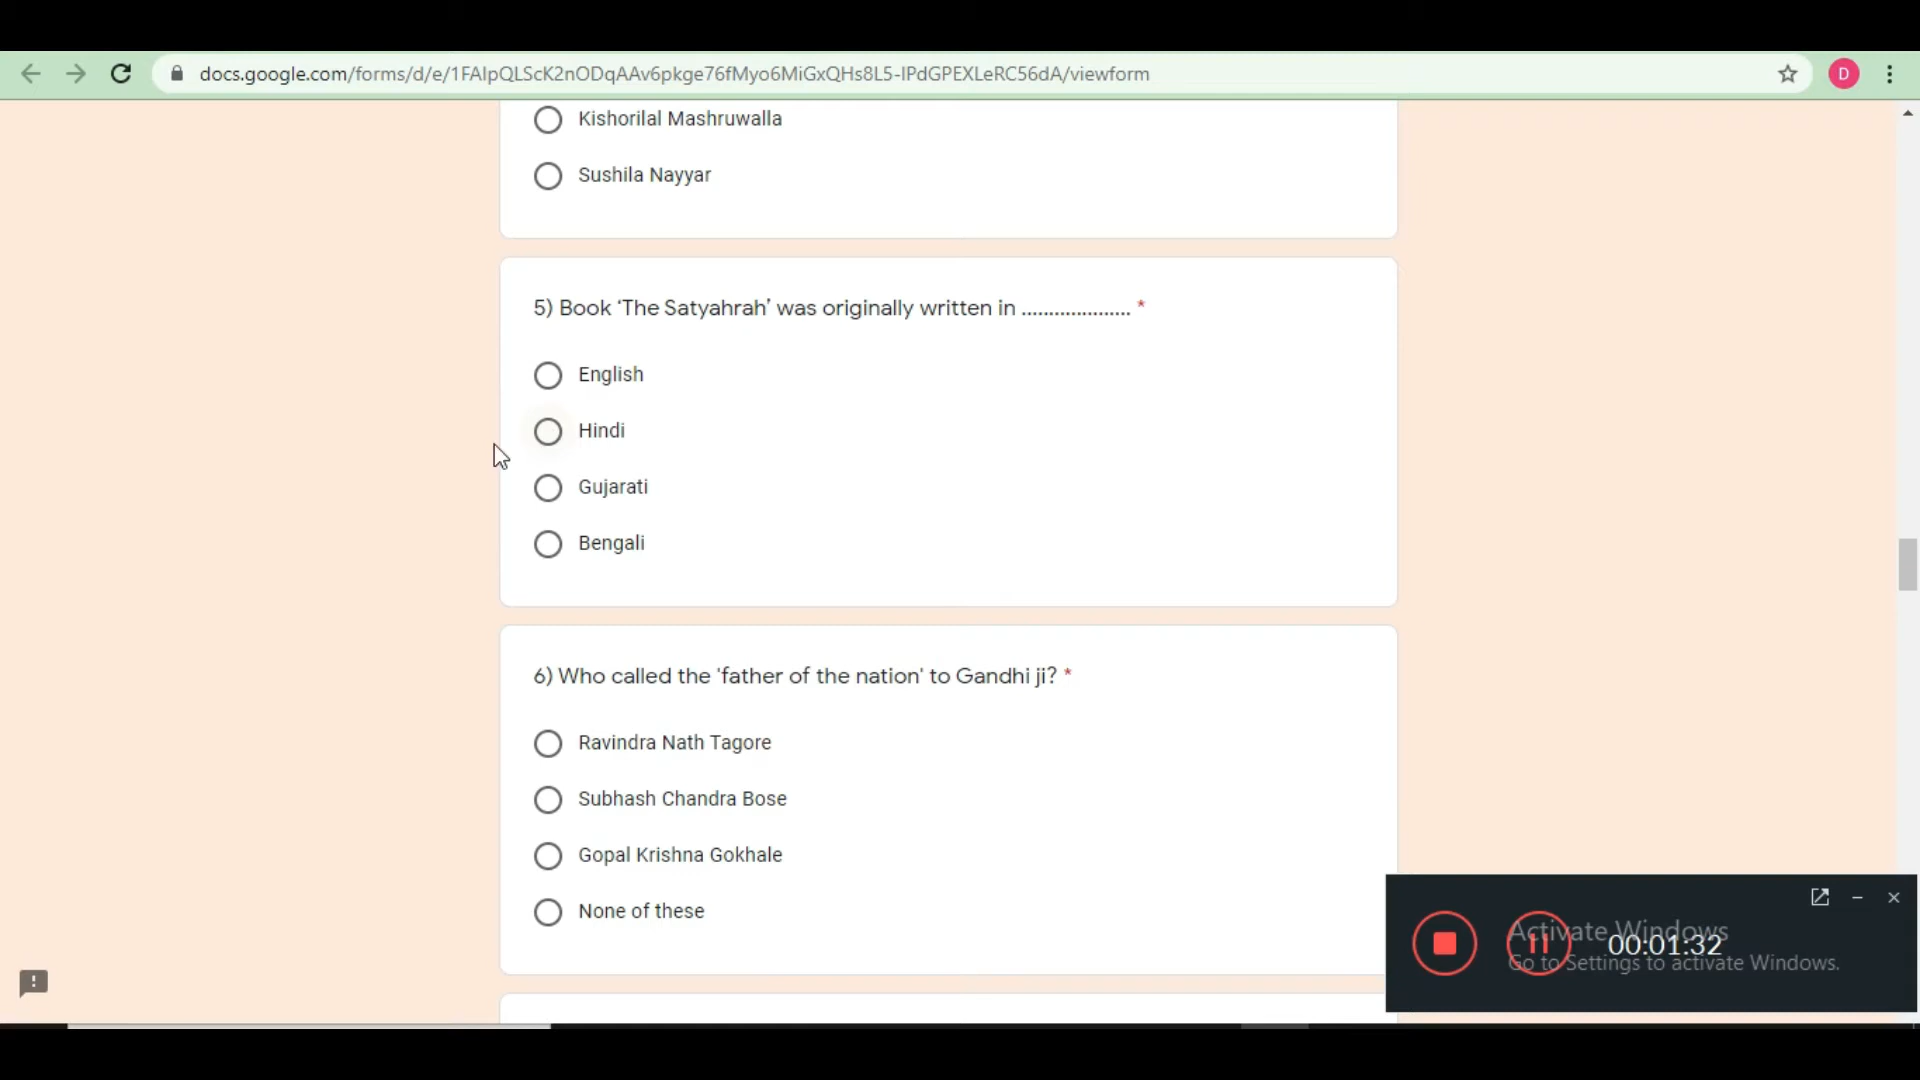 docs.google.com/forms/d/e/1FAIpQLScK2nODqAAv6pkge76fMyo6MiGxQHs8L5-IPdGPEXLeRC56dA/viewform
D
Kishorilal Mashruwalla
Sushila Nayyar
5) Book ‘The Satyahrah’ was originally written in .................... *
English
Hindi
Gujarati
Bengali
6) Who called the 'father of the nation' to Gandhi ji? *
Ravindra Nath Tagore
Subhash Chandra Bose
Gopal Krishna Gokhale
None of these
Activate Windows
00:01:32
Go to Settings to activate Windows.